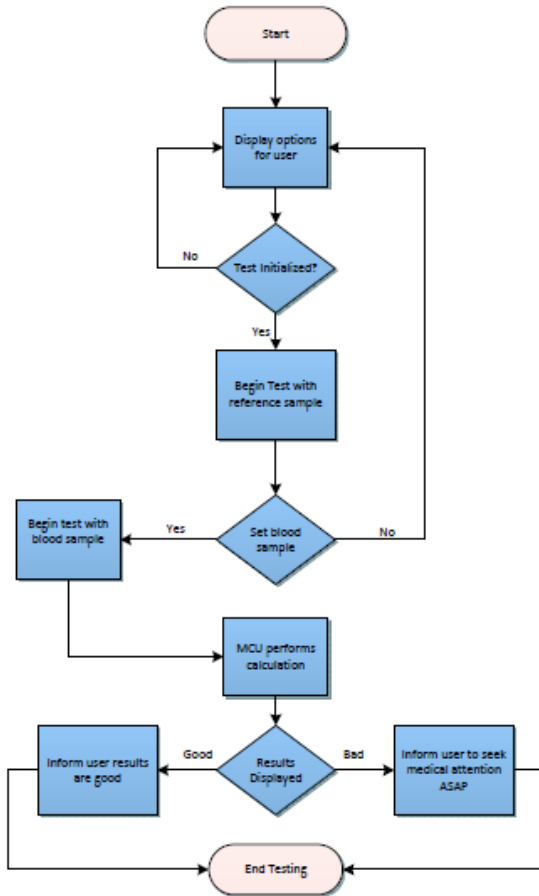 Start
Display options
for user
No
Test Initialized?
Yes
Begin Test with
reference sample
Begin test with
blood sample
Yes
Set blood
sample
No
MCU performs
calculation
Inform user results
are good
Good
Results
Displayed
Bad
Inform user to seek
medical attention
ASAP
End Testing